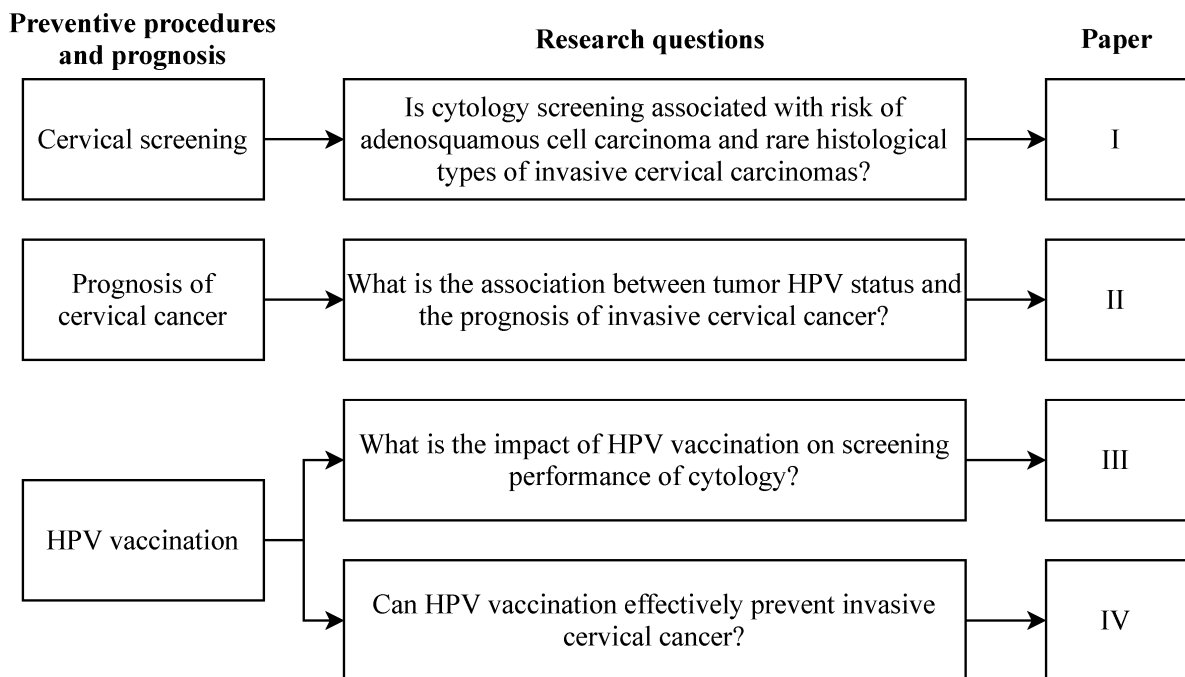 Preventive procedures
and prognosis
Research questions
Paper
Cervical screening
Is cytology screening associated with risk of
adenosquamous cell carcinoma and rare histological
types of invasive cervical carcinomas?
I
Prognosis of
cervical cancer
What is the association between tumor HPV status and
the prognosis of invasive cervical cancer?
II
HPV vaccination
What is the impact of HPV vaccination on screening
performance of cytology?
III
Can HPV vaccination effectively prevent invasive
cervical cancer?
IV